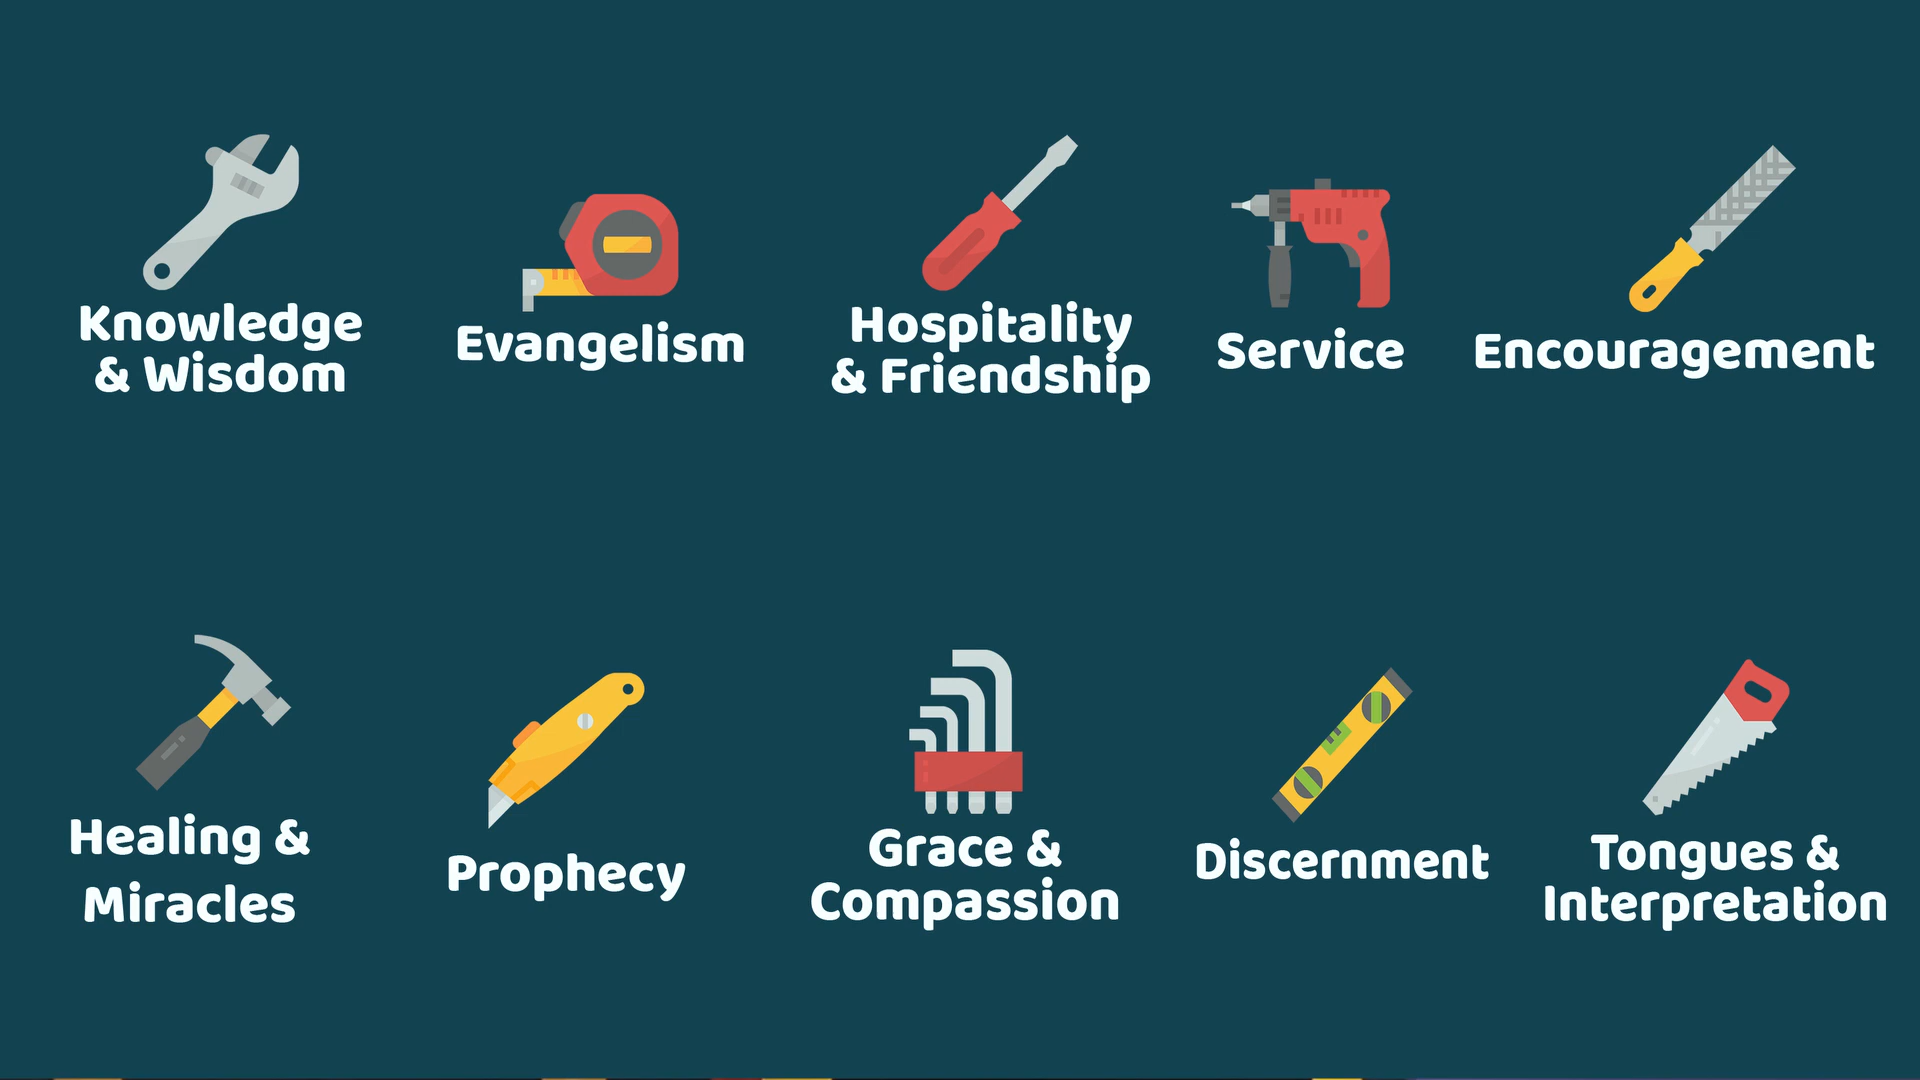 Knowledge
& Wisdom
Evangelism
Hospitality
& Friendship
Service
Encouragement
Healing &
Miracles
Prophecy
Grace &
Compassion
Discernment
Tongues &
Interpretation